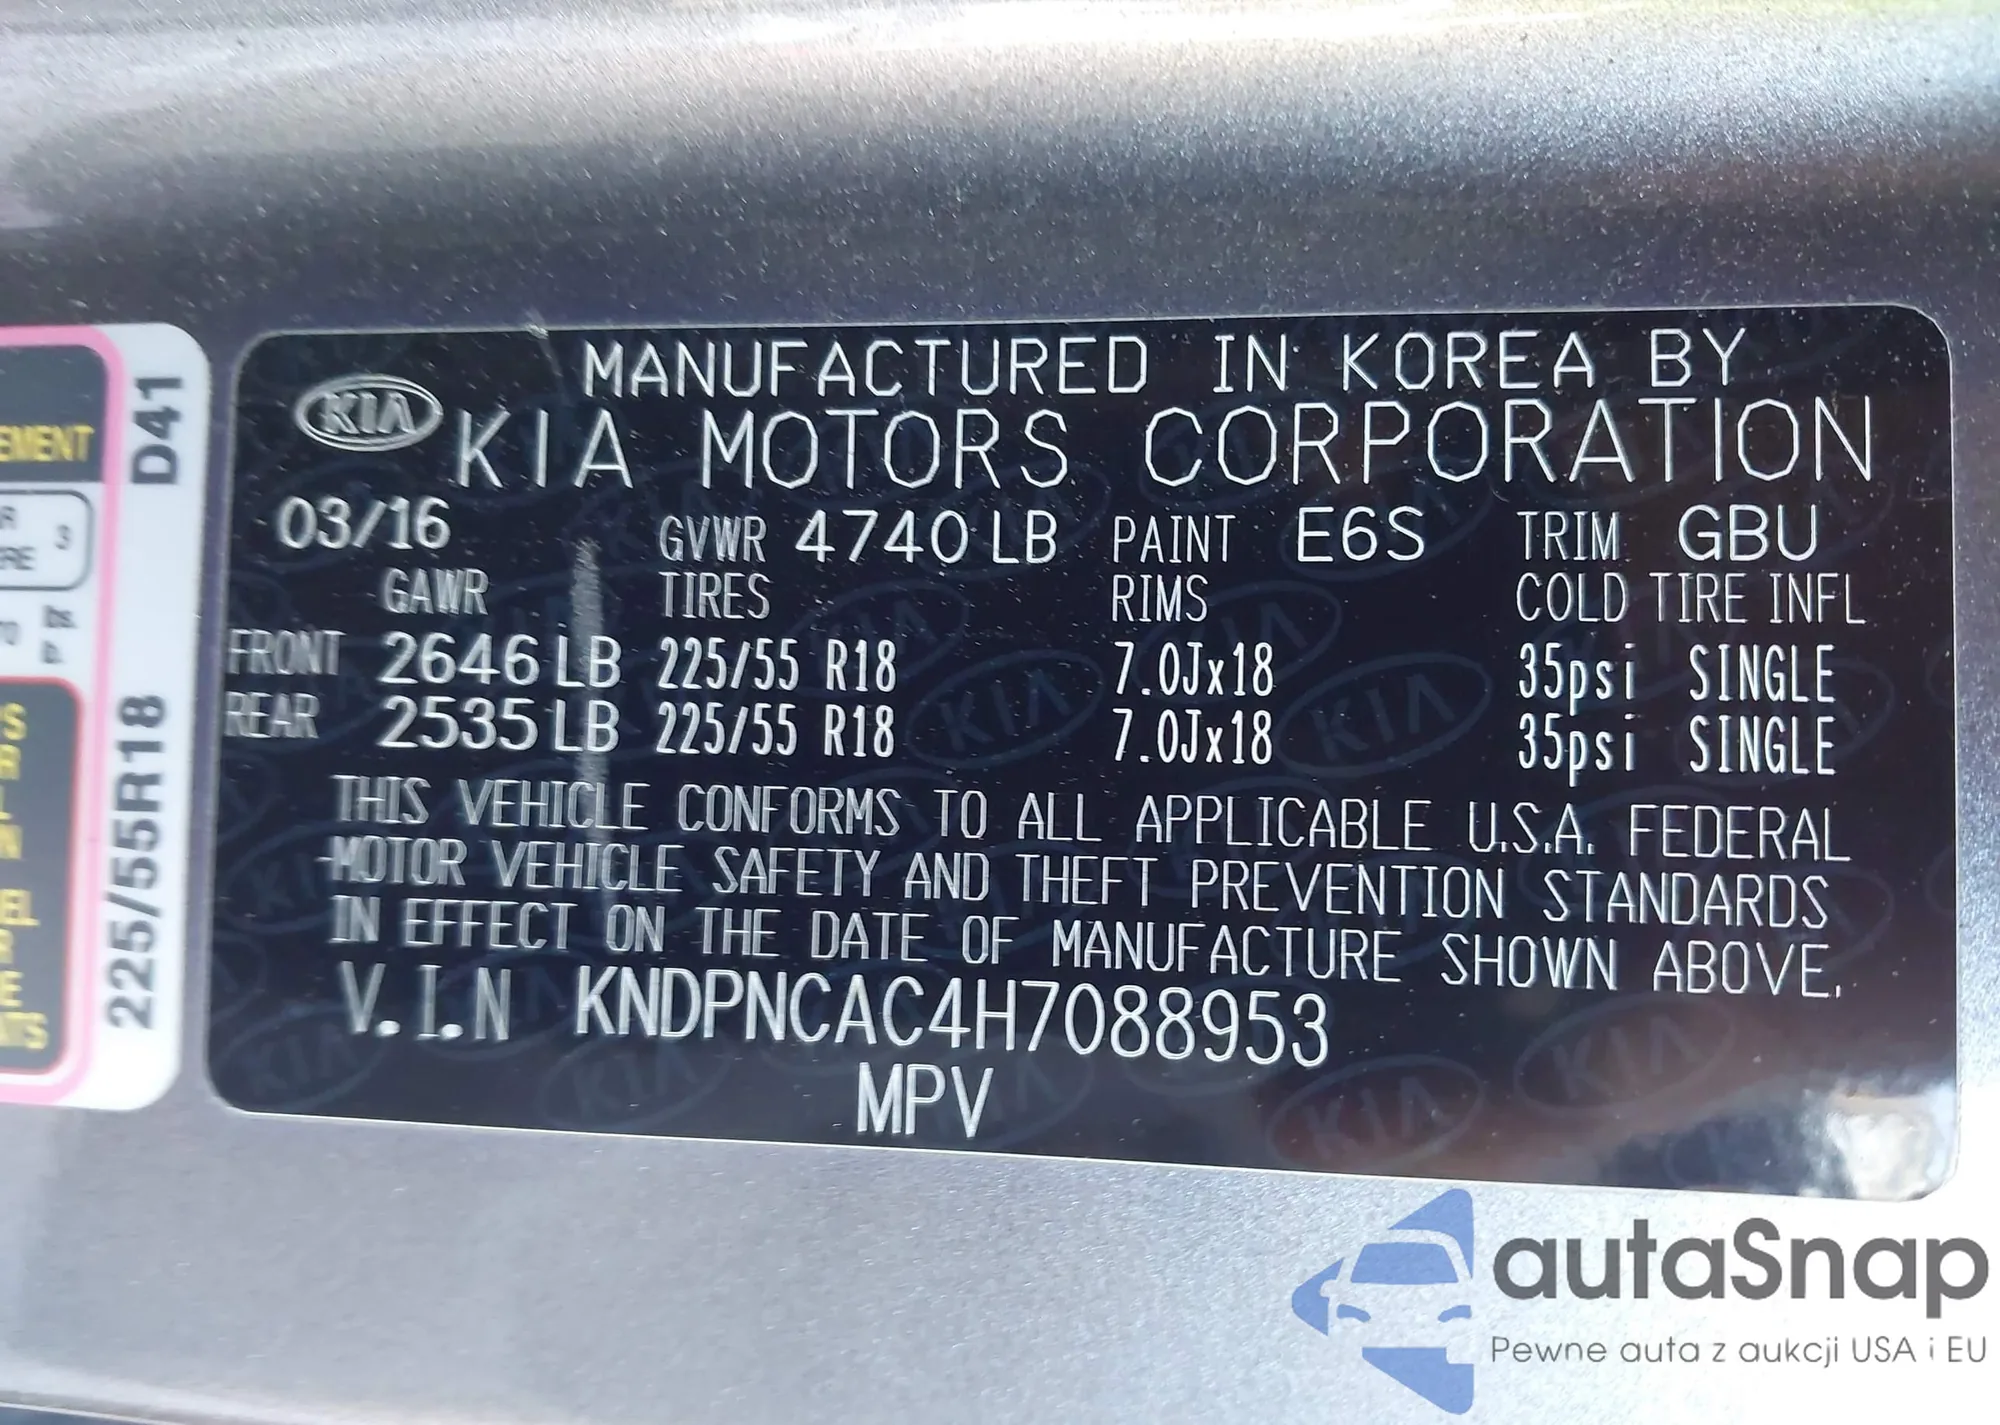 MANUFACTURED IN KOREA BY
KIA KIA MOTORS CORPORATION
03/16 GVWR 4740 LB PAINT E6S TRIM GBU
GAWR TIRES RIMS COLD TIRE INFL
FRONT 2646 LB 225/55 R18 7.0Jx18 35psi SINGLE
REAR 2535 LB 225/55 R18 7.0Jx18 35psi SINGLE
THIS VEHICLE CONFORMS TO ALL APPLICABLE U.S.A. FEDERAL
MOTOR VEHICLE SAFETY AND THEFT PREVENTION STANDARDS
IN EFFECT ON THE DATE OF MANUFACTURE SHOWN ABOVE.
V.I.N KNDPNCAC4H7088953
MPV
D41
225/55R18
EMENT
3
autaSnap
Pewne auta z aukcji USA i EU